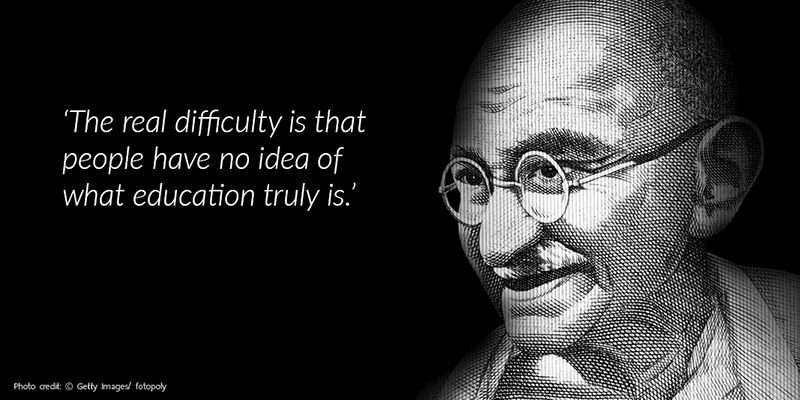 ‘The real difficulty is that
people have no idea of
what education truly is.’
Photo credit: © Getty Images/ fotopoly